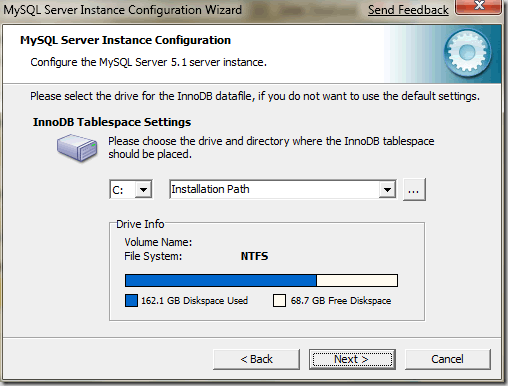 MySQL Server Instance Configuration Wizard Send Feedback
MySQL Server Instance Configuration
Configure the MySQL Server 5.1 server instance.
Please select the drive for the InnoDB datafile, if you do not want to use the default settings.
InnoDB Tablespace Settings
Please choose the drive and directory where the InnoDB tablespace
should be placed.
C: Installation Path ...
Drive Info
Volume Name:
File System: NTFS
162.1 GB Diskspace Used 68.7 GB Free Diskspace
< Back Next > Cancel